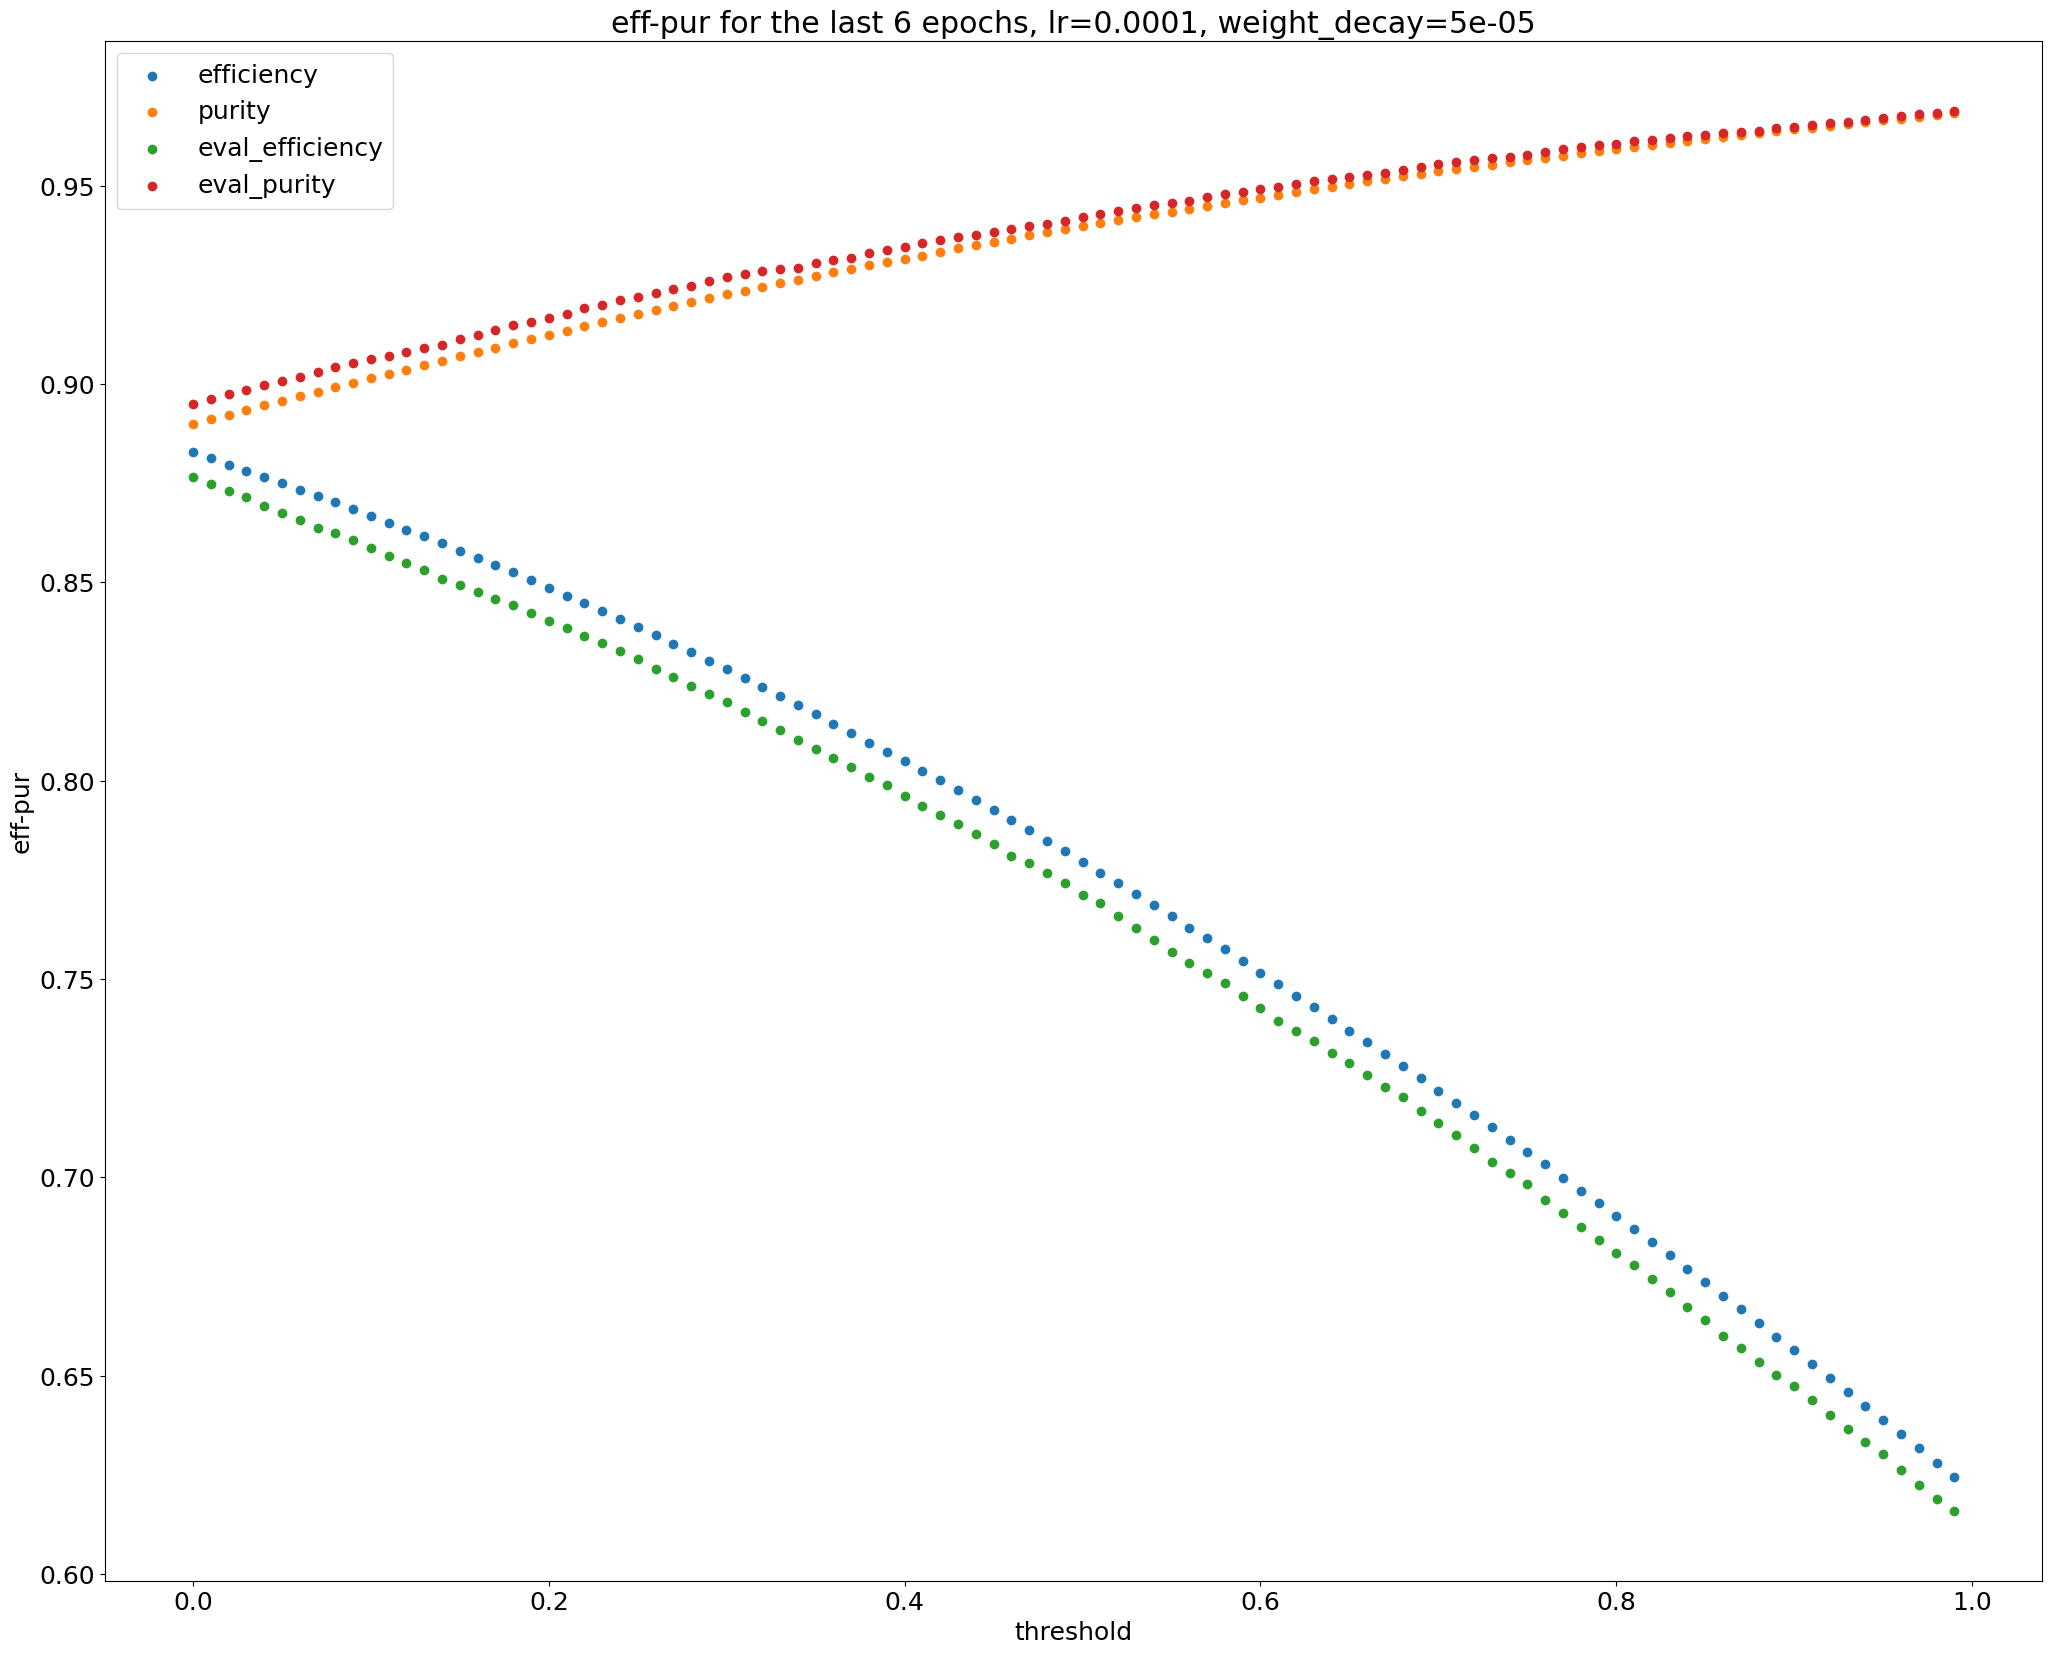 eff-pur for the last 6 epochs, lr=0.0001, weight_decay=5e-05
efficiency
purity
eval_efficiency
eval_purity
0.95
0.90
0.85
0.80
0.75
0.70
0.65
0.60
eff-pur
0.0 0.2 0.4 0.6 0.8 1.0
threshold